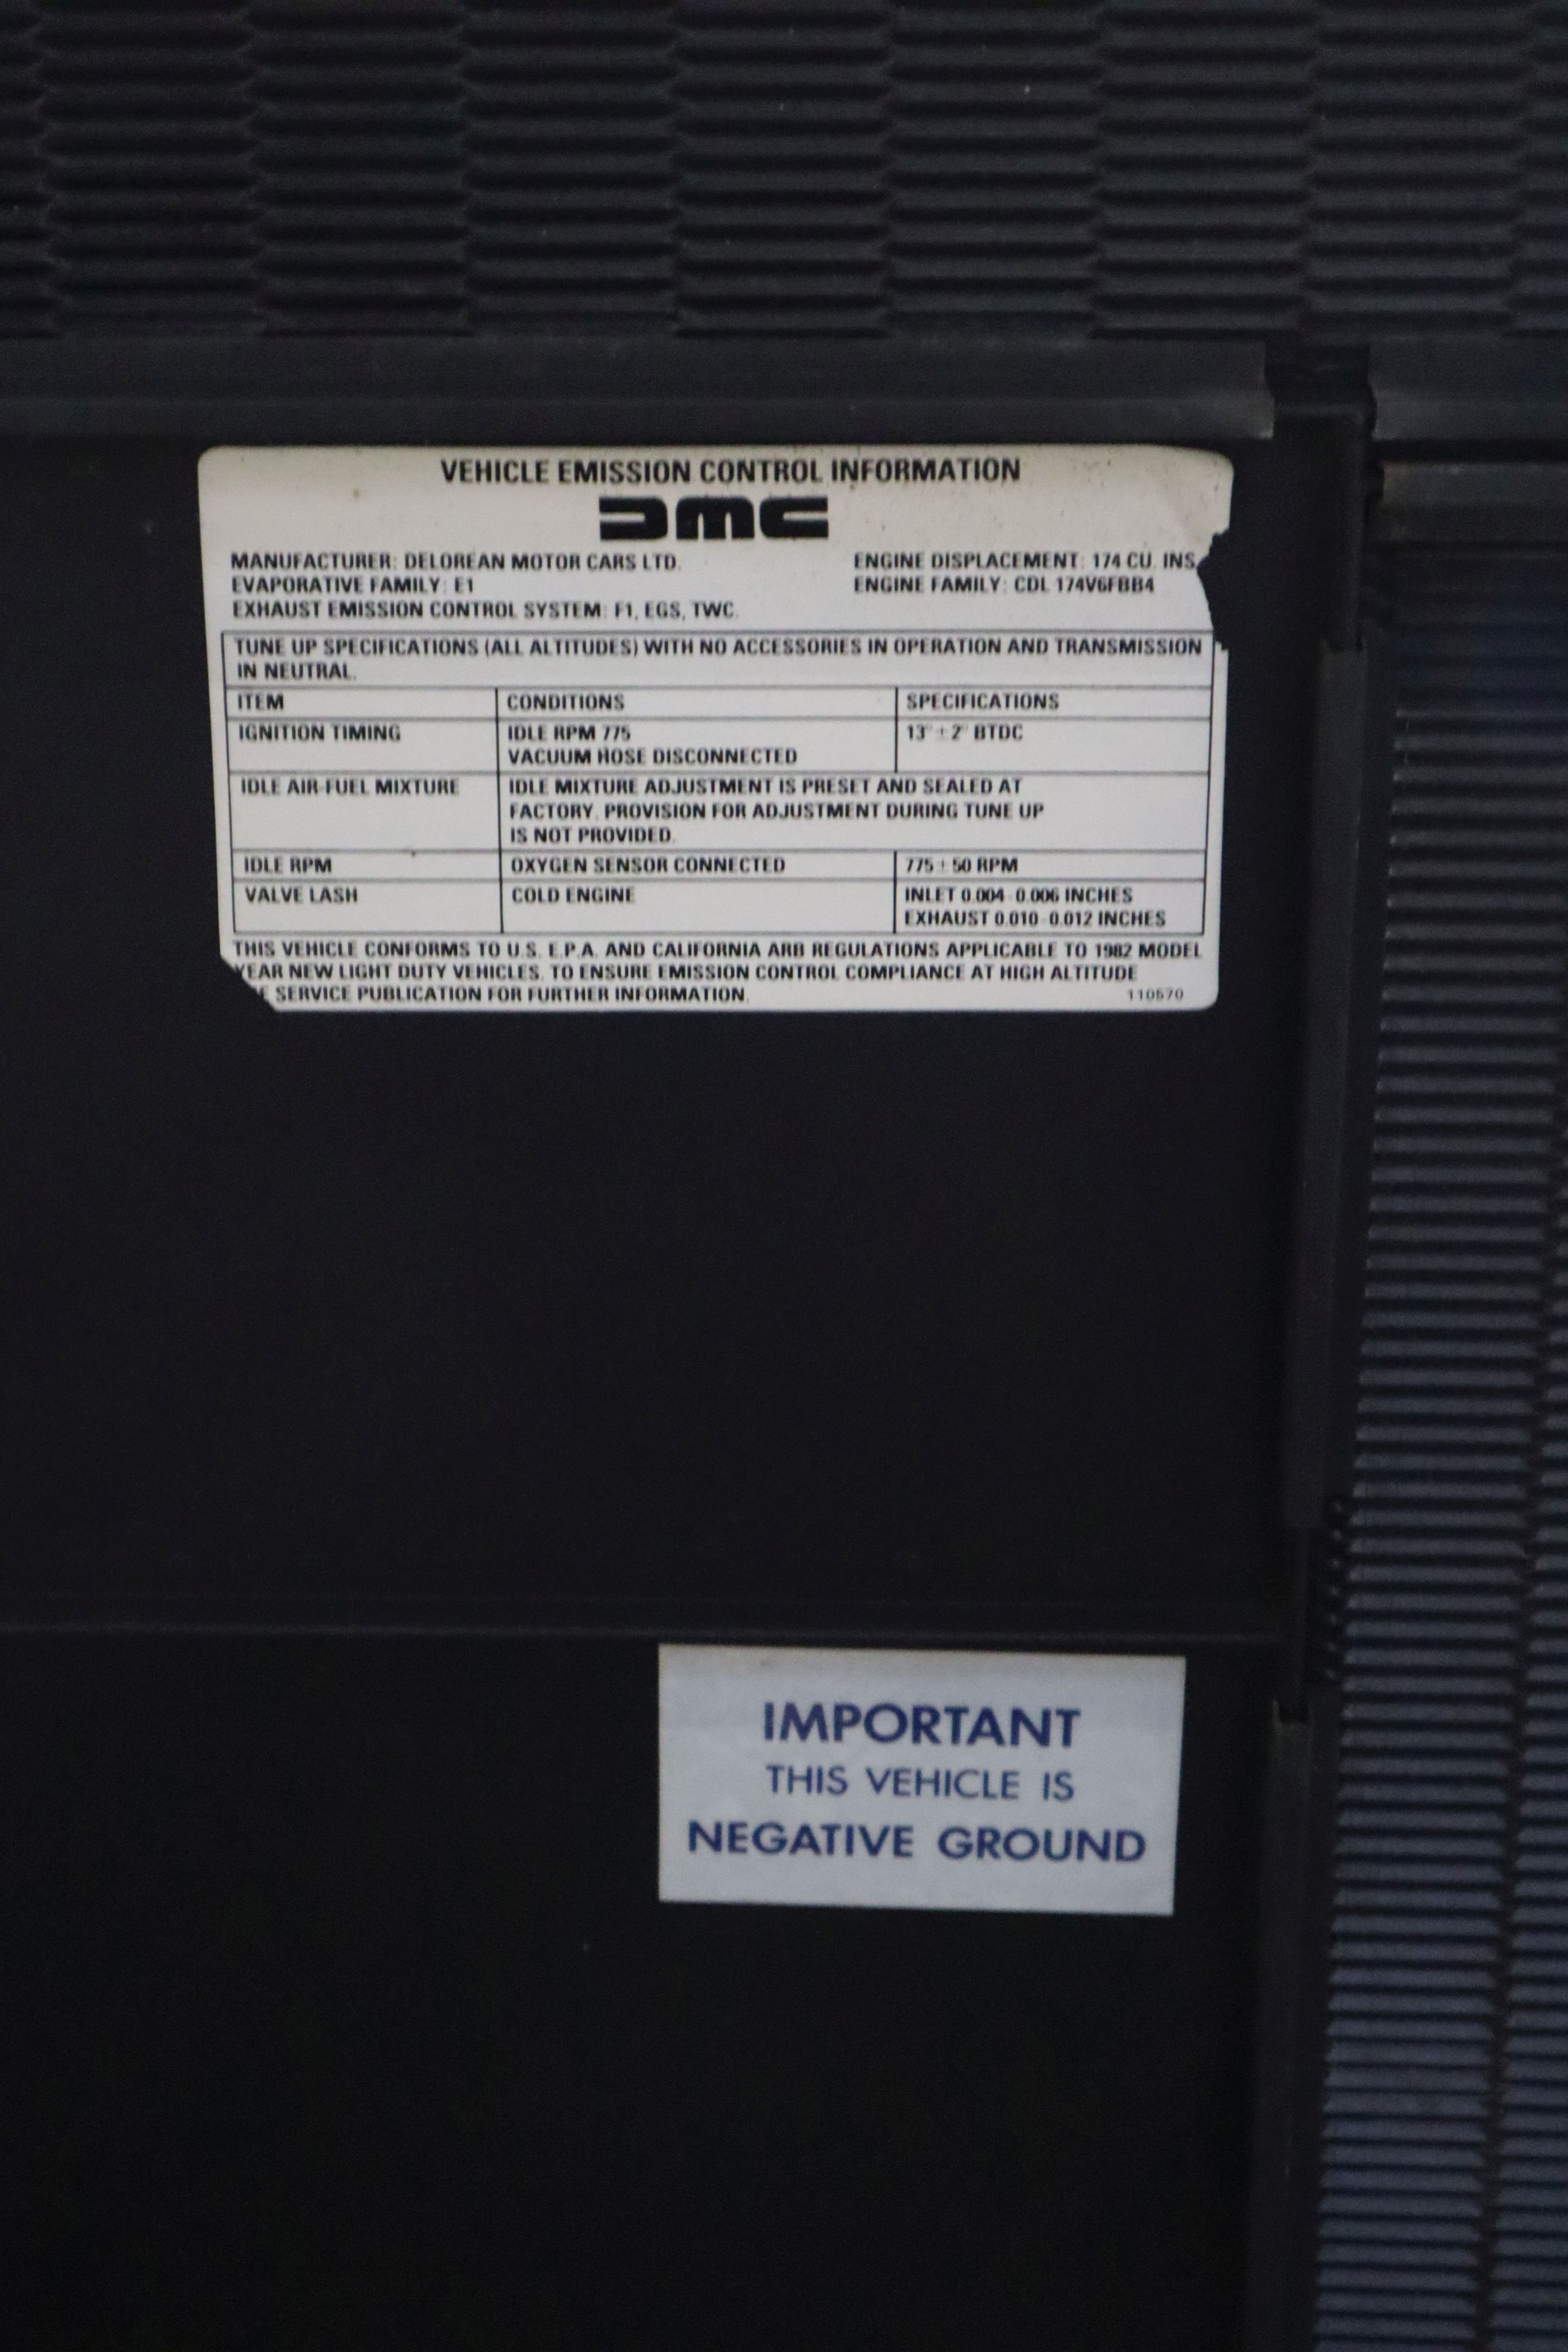 VEHICLE EMISSION CONTROL INFORMATION
DMC
MANUFACTURER: DELOREAN MOTOR CARS LTD.
ENGINE DISPLACEMENT: 174 CU. INS.
EVAPORATIVE FAMILY: E1
ENGINE FAMILY: CDL 174V6FBB4
EXHAUST EMISSION CONTROL SYSTEM: F1, EGS, TWC.
TUNE UP SPECIFICATIONS (ALL ALTITUDES) WITH NO ACCESSORIES IN OPERATION AND TRANSMISSION
IN NEUTRAL.
ITEM CONDITIONS SPECIFICATIONS
IGNITION TIMING IDLE RPM 775 13° ± 2° BTDC
VACUUM HOSE DISCONNECTED
IDLE AIR-FUEL MIXTURE IDLE MIXTURE ADJUSTMENT IS PRESET AND SEALED AT
FACTORY. PROVISION FOR ADJUSTMENT DURING TUNE UP
IS NOT PROVIDED.
IDLE RPM OXYGEN SENSOR CONNECTED 775 ± 50 RPM
VALVE LASH COLD ENGINE INLET 0.004-0.006 INCHES
EXHAUST 0.010-0.012 INCHES
THIS VEHICLE CONFORMS TO U.S. E.P.A. AND CALIFORNIA ARB REGULATIONS APPLICABLE TO 1982 MODEL
YEAR NEW LIGHT DUTY VEHICLES. TO ENSURE EMISSION CONTROL COMPLIANCE AT HIGH ALTITUDE
SERVICE PUBLICATION FOR FURTHER INFORMATION.
110570
IMPORTANT
THIS VEHICLE IS
NEGATIVE GROUND